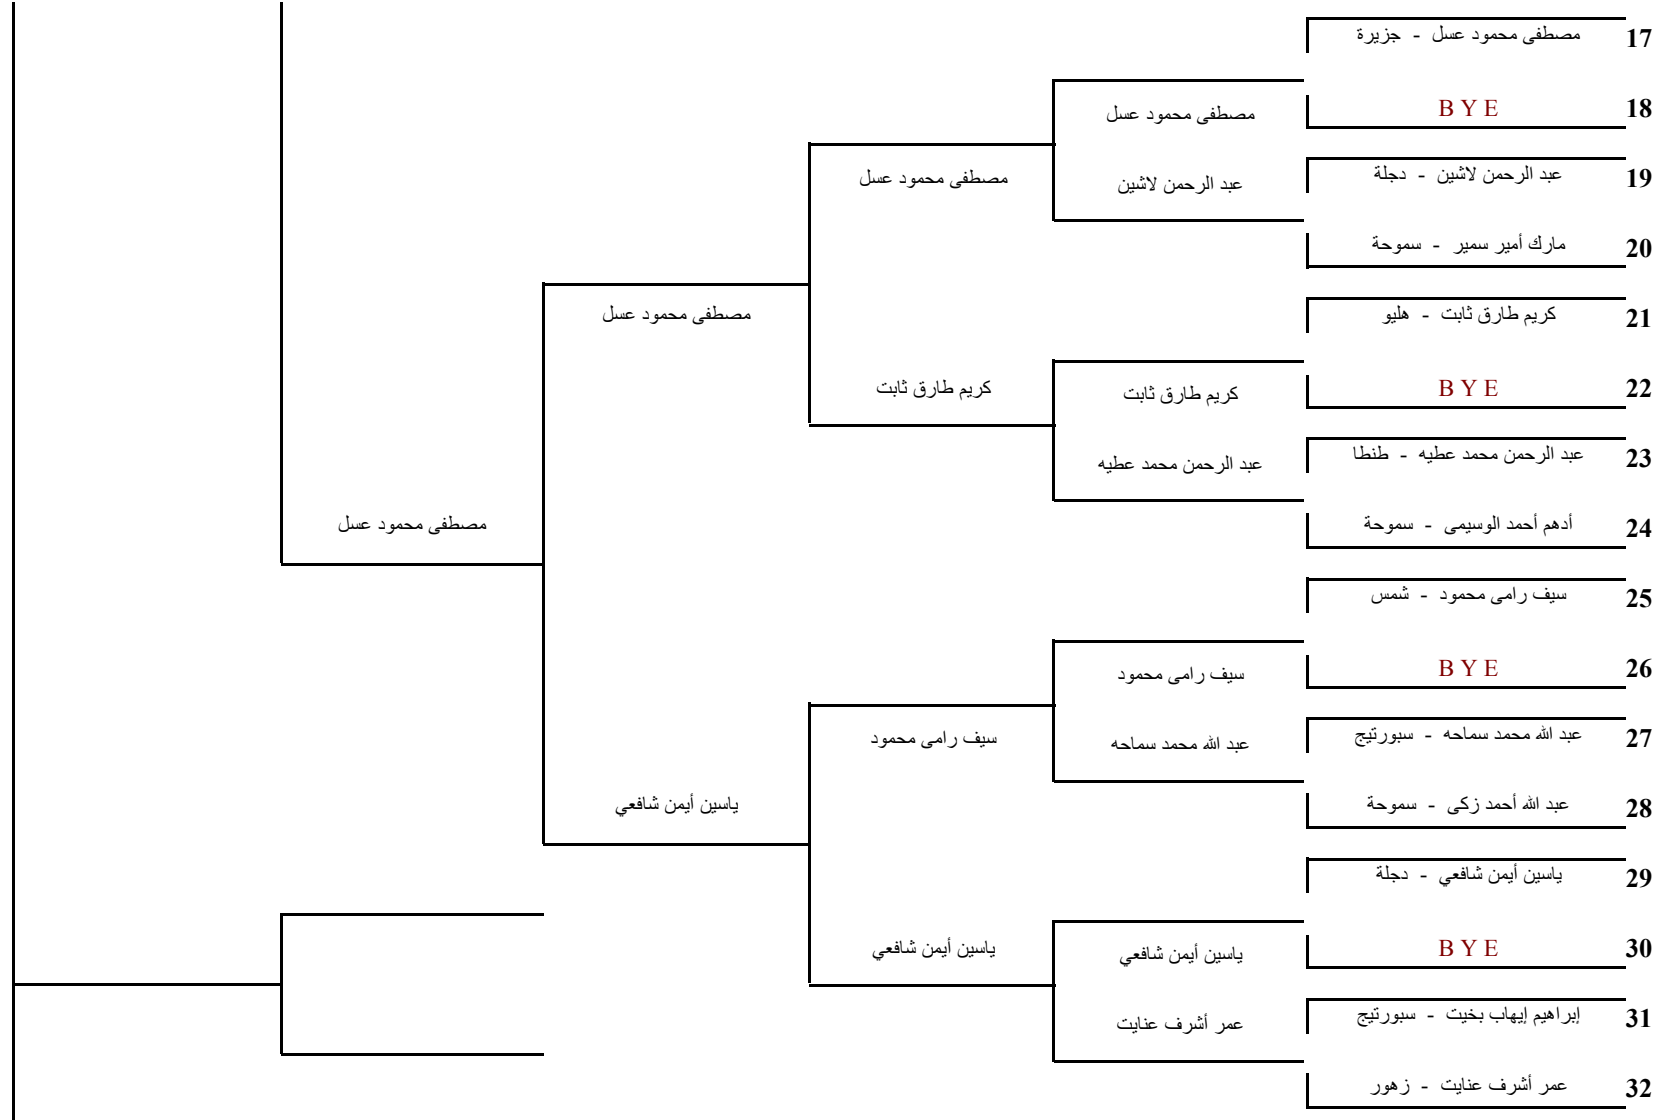 17 مصطفى محمود عسل - جزيرة
18 B Y E
مصطفى محمود عسل
19 عبد الرحمن لاشين - دجلة
مصطفى محمود عسل
عبد الرحمن لاشين
20 مارك أمير سمير - سموحة
21 كريم طارق ثابت - هليو
مصطفى محمود عسل
22 B Y E
كريم طارق ثابت
كريم طارق ثابت
23 عبد الرحمن محمد عطيه - طنطا
عبد الرحمن محمد عطيه
24 أدهم أحمد الوسيمى - سموحة
مصطفى محمود عسل
25 سيف رامى محمود - شمس
26 B Y E
سيف رامى محمود
27 عبد الله محمد سماحه - سبورتيج
سيف رامى محمود
عبد الله محمد سماحه
28 عبد الله أحمد زكى - سموحة
ياسين أيمن شافعي
29 ياسين أيمن شافعي - دجلة
30 B Y E
ياسين أيمن شافعي
ياسين أيمن شافعي
31 إبراهيم إيهاب بخيت - سبورتيج
عمر أشرف عنايت
32 عمر أشرف عنايت - زهور